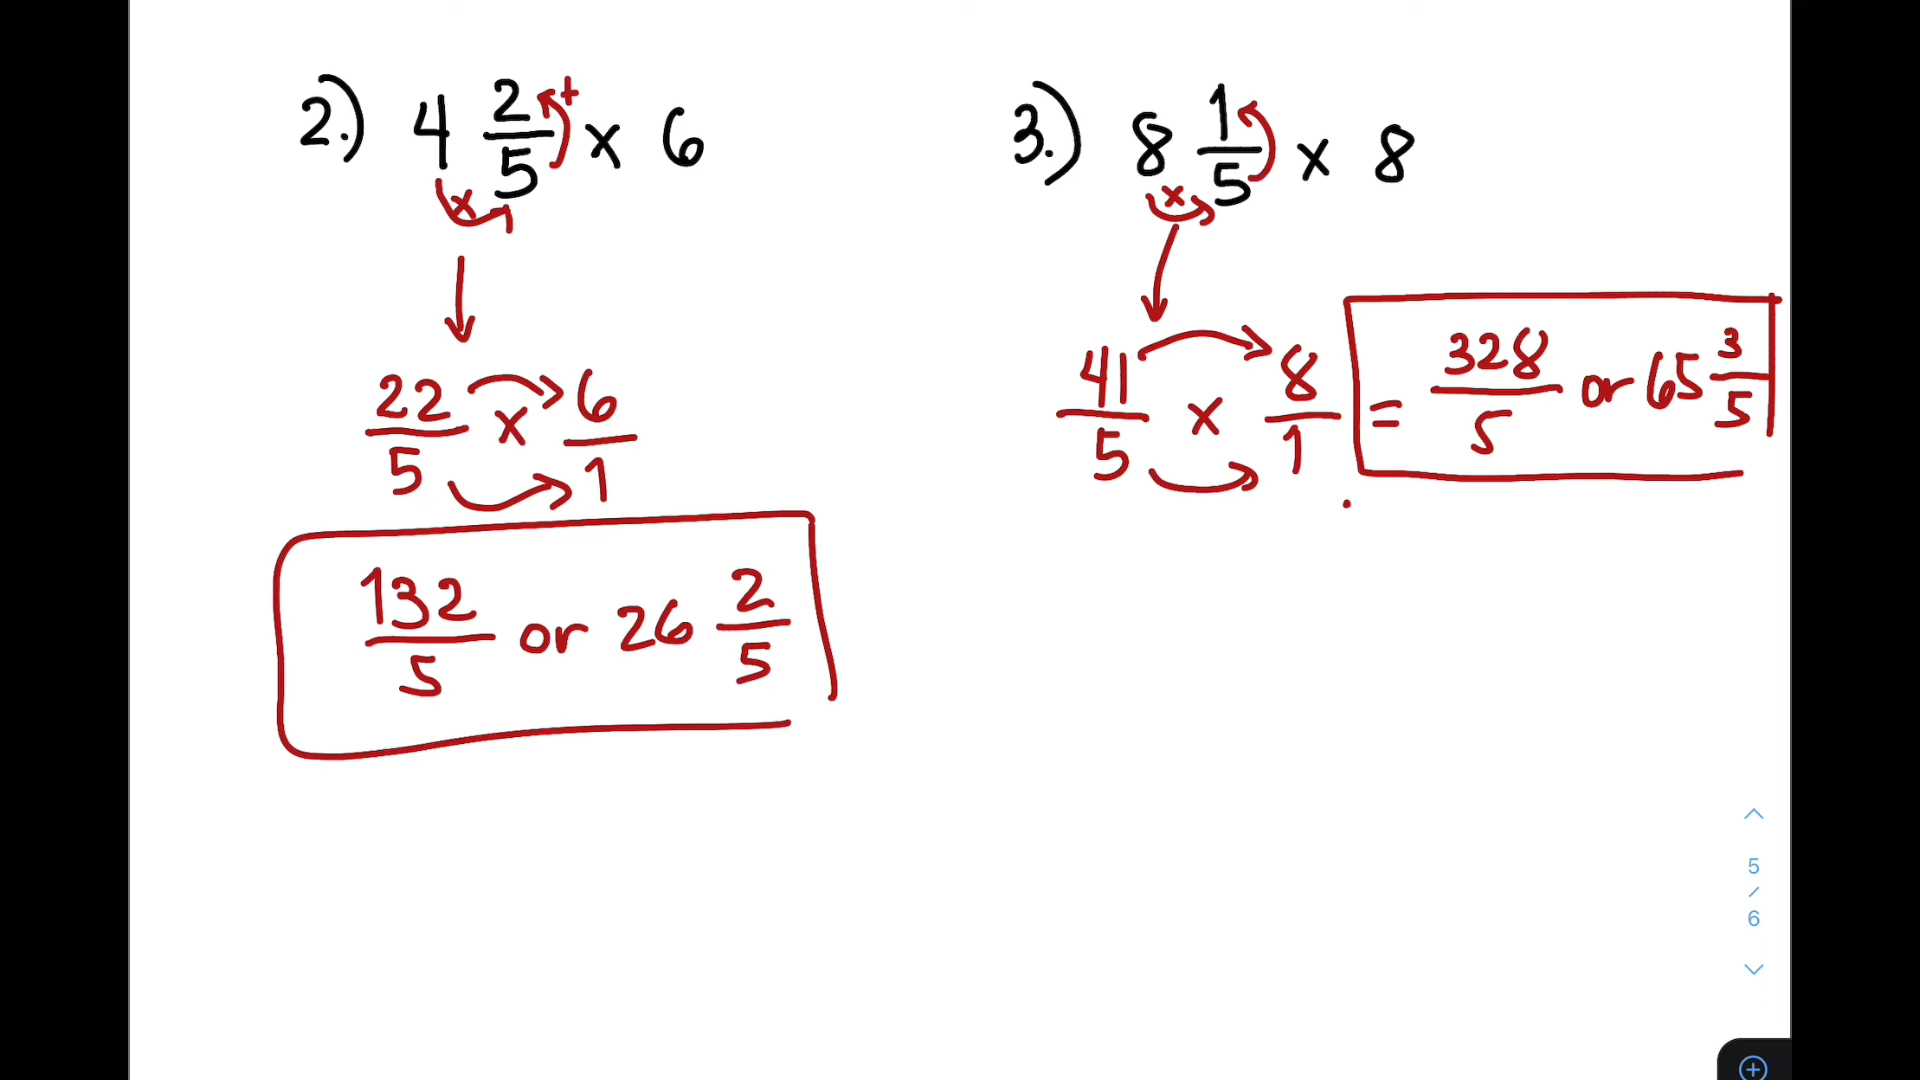 2.) 4 2/5 x 6
+
x
22/5 x 6/1
132/5 or 26 2/5
3.) 8 1/5 x 8
x
41/5 x 8/1 = 328/5 or 65 3/5
5
/
6